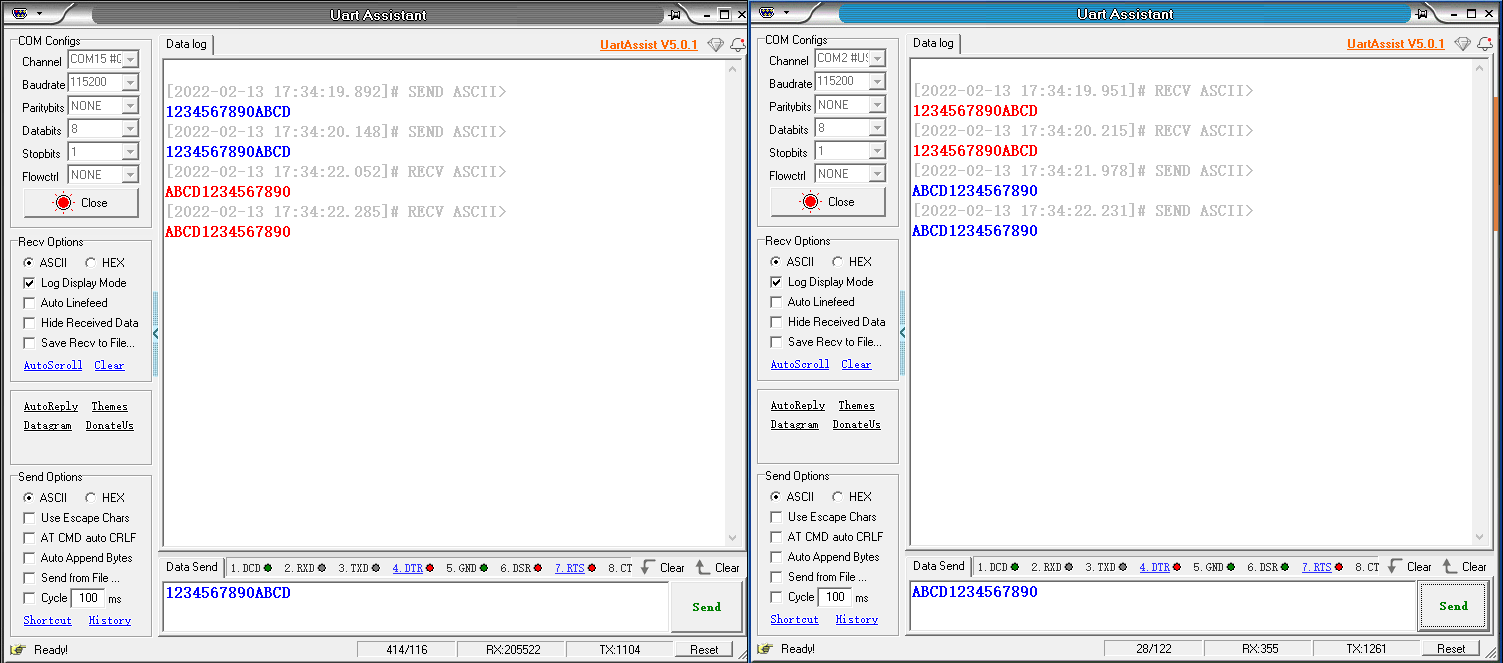 Uart Assistant
COM Configs
Channel COM15 #
Baudrate 115200
Paritybits NONE
Databits 8
Stopbits 1
Flowctrl NONE
Close
Recv Options
ASCII HEX
Log Display Mode
Auto Linefeed
Hide Received Data
Save Recv to File...
AutoScroll Clear
AutoReply Themes
Datagram DonateUs
Send Options
ASCII HEX
Use Escape Chars
AT CMD auto CRLF
Auto Append Bytes
Send from File ...
Cycle 100 ms
Shortcut History
Data log UartAssist V5.0.1
[2022-02-13 17:34:19.892]# SEND ASCII>
1234567890ABCD
[2022-02-13 17:34:20.148]# SEND ASCII>
1234567890ABCD
[2022-02-13 17:34:22.052]# RECV ASCII>
ABCD1234567890
[2022-02-13 17:34:22.285]# RECV ASCII>
ABCD1234567890
Data Send 1. DCD 2. RXD 3. TXD 4. DTR 5. GND 6. DSR 7. RTS 8. CT Clear Clear
1234567890ABCD
Send
Ready! 414/116 RX:205522 TX:1104 Reset
Uart Assistant
COM Configs
Channel COM2 #US
Baudrate 115200
Paritybits NONE
Databits 8
Stopbits 1
Flowctrl NONE
Close
Recv Options
ASCII HEX
Log Display Mode
Auto Linefeed
Hide Received Data
Save Recv to File...
AutoScroll Clear
AutoReply Themes
Datagram DonateUs
Send Options
ASCII HEX
Use Escape Chars
AT CMD auto CRLF
Auto Append Bytes
Send from File ...
Cycle 100 ms
Shortcut History
Data log UartAssist V5.0.1
[2022-02-13 17:34:19.951]# RECV ASCII>
1234567890ABCD
[2022-02-13 17:34:20.215]# RECV ASCII>
1234567890ABCD
[2022-02-13 17:34:21.978]# SEND ASCII>
ABCD1234567890
[2022-02-13 17:34:22.231]# SEND ASCII>
ABCD1234567890
Data Send 1. DCD 2. RXD 3. TXD 4. DTR 5. GND 6. DSR 7. RTS 8. CT Clear Clear
ABCD1234567890
Send
Ready! 28/122 RX:355 TX:1261 Reset